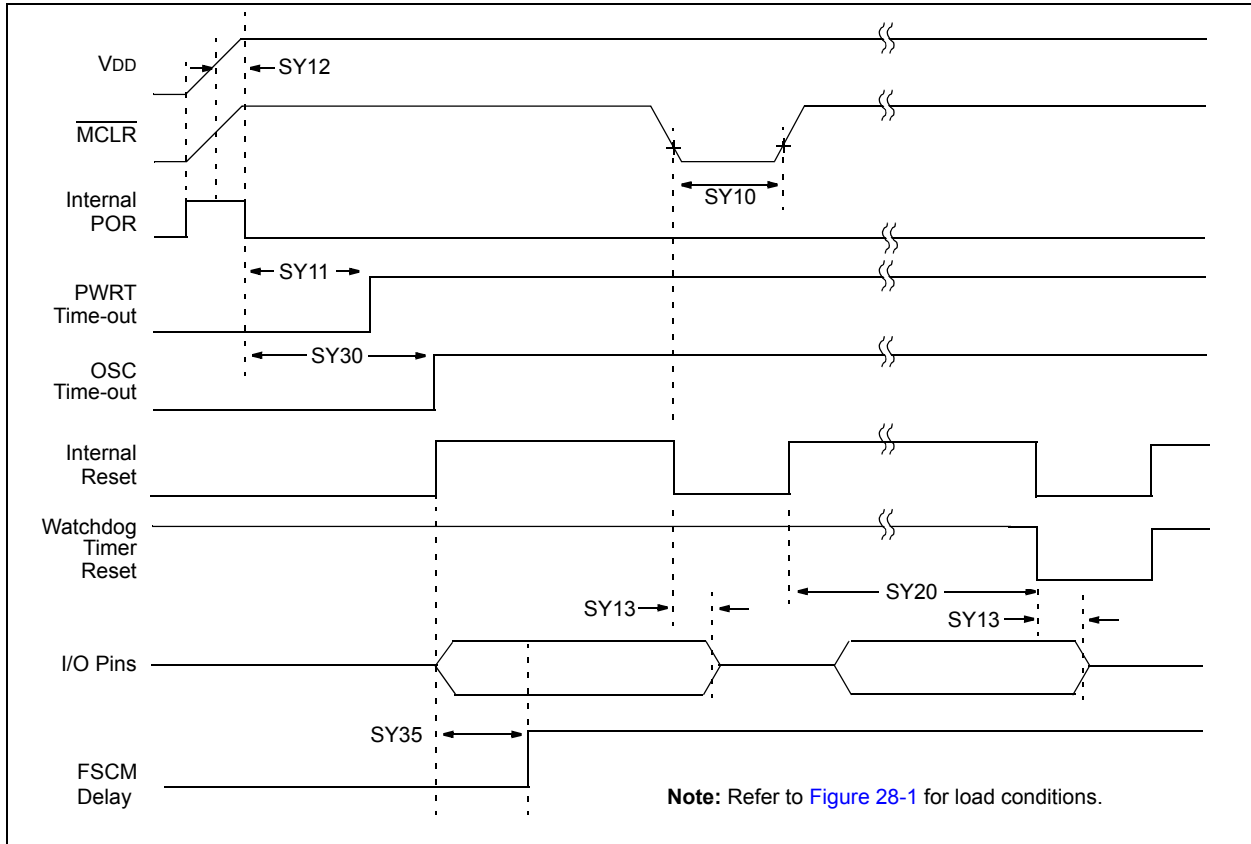 VDD
SY12
MCLR
SY10
Internal
POR
SY11
PWRT
Time-out
SY30
OSC
Time-out
Internal
Reset
Watchdog
Timer
Reset
SY20
SY13
SY13
I/O Pins
SY35
FSCM
Delay
Note: Refer to Figure 28-1 for load conditions.